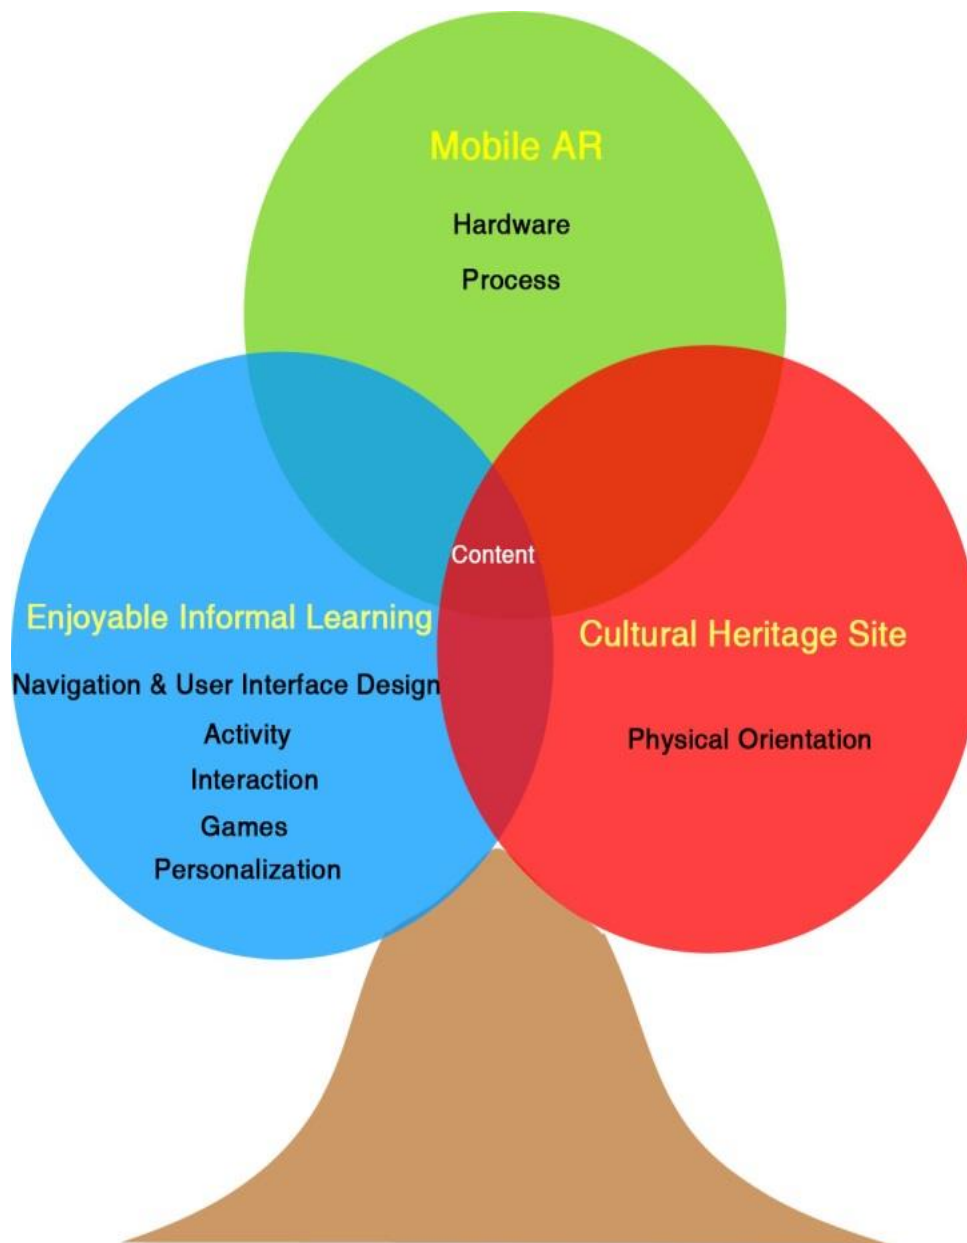 Mobile AR
Hardware
Process
Content
Enjoyable Informal Learning
Cultural Heritage Site
Navigation & User Interface Design
Activity
Physical Orientation
Interaction
Games
Personalization